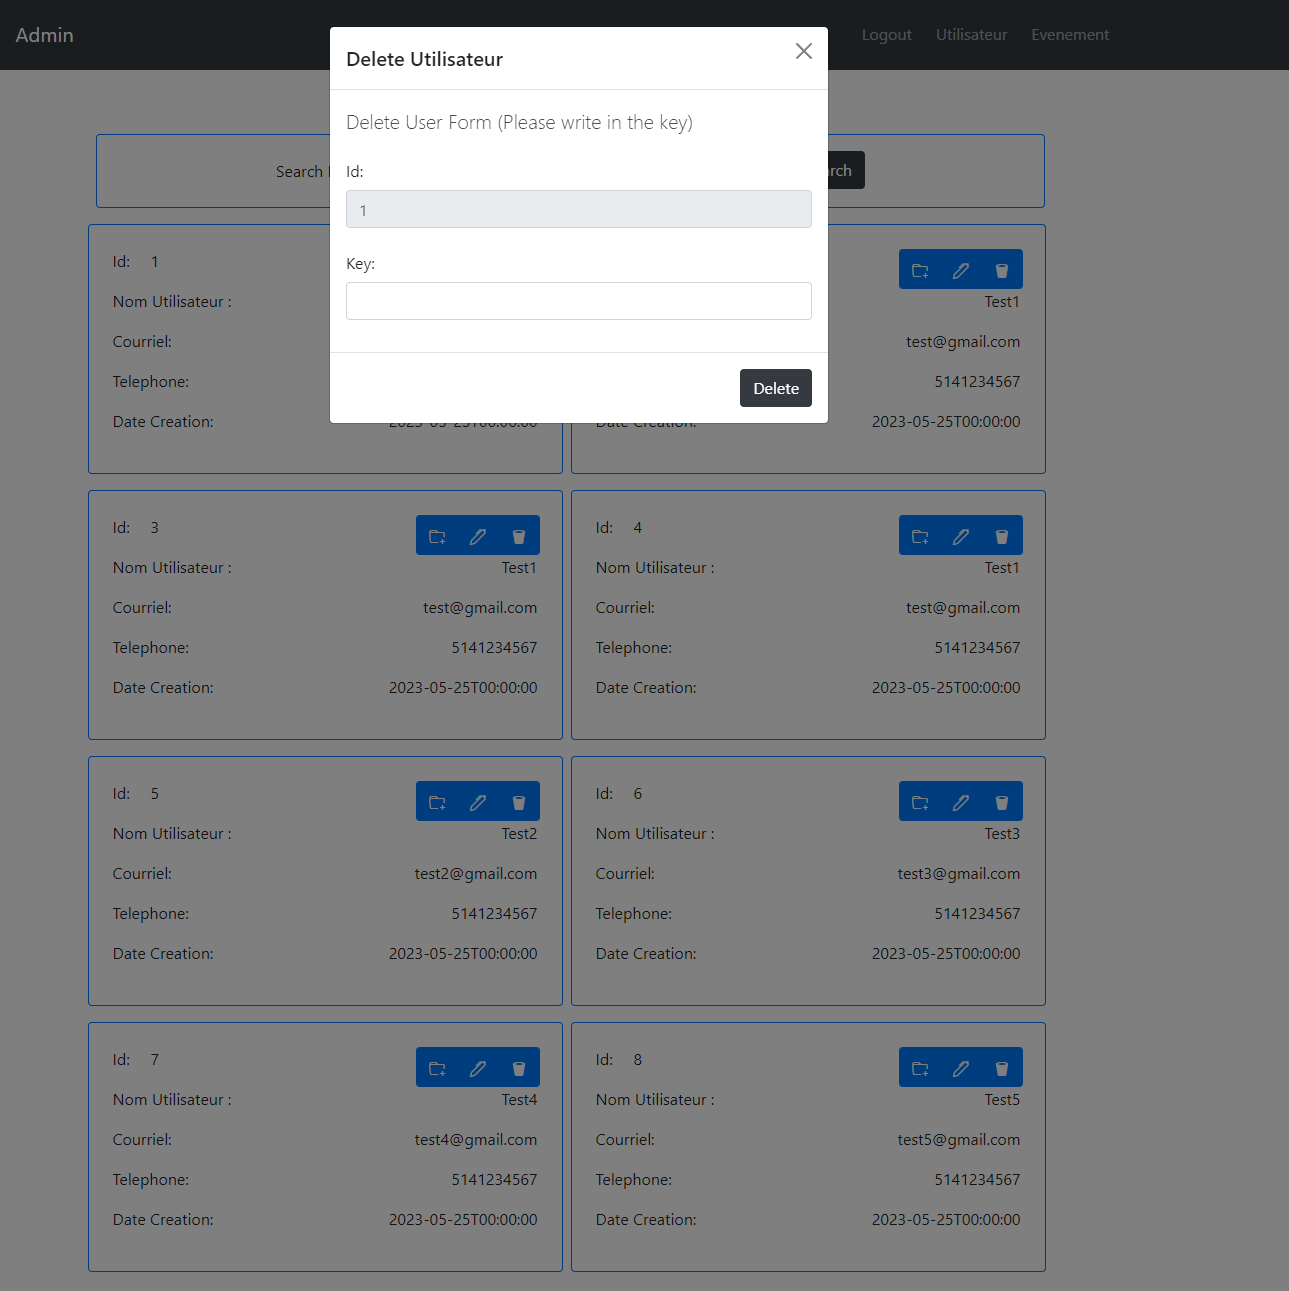 Admin
Logout Utilisateur Evenement
Delete Utilisateur
Delete User Form (Please write in the key)
Id:
1
Key:
Delete
Search
Id: 1
Nom Utilisateur : Test1
Courriel: test@gmail.com
Telephone: 5141234567
Date Creation: 2023-05-25T00:00:00 Date Creation: 2023-05-25T00:00:00
Id: 3 Id: 4
Nom Utilisateur : Test1 Nom Utilisateur : Test1
Courriel: test@gmail.com Courriel: test@gmail.com
Telephone: 5141234567 Telephone: 5141234567
Date Creation: 2023-05-25T00:00:00 Date Creation: 2023-05-25T00:00:00
Id: 5 Id: 6
Nom Utilisateur : Test2 Nom Utilisateur : Test3
Courriel: test2@gmail.com Courriel: test3@gmail.com
Telephone: 5141234567 Telephone: 5141234567
Date Creation: 2023-05-25T00:00:00 Date Creation: 2023-05-25T00:00:00
Id: 7 Id: 8
Nom Utilisateur : Test4 Nom Utilisateur : Test5
Courriel: test4@gmail.com Courriel: test5@gmail.com
Telephone: 5141234567 Telephone: 5141234567
Date Creation: 2023-05-25T00:00:00 Date Creation: 2023-05-25T00:00:00